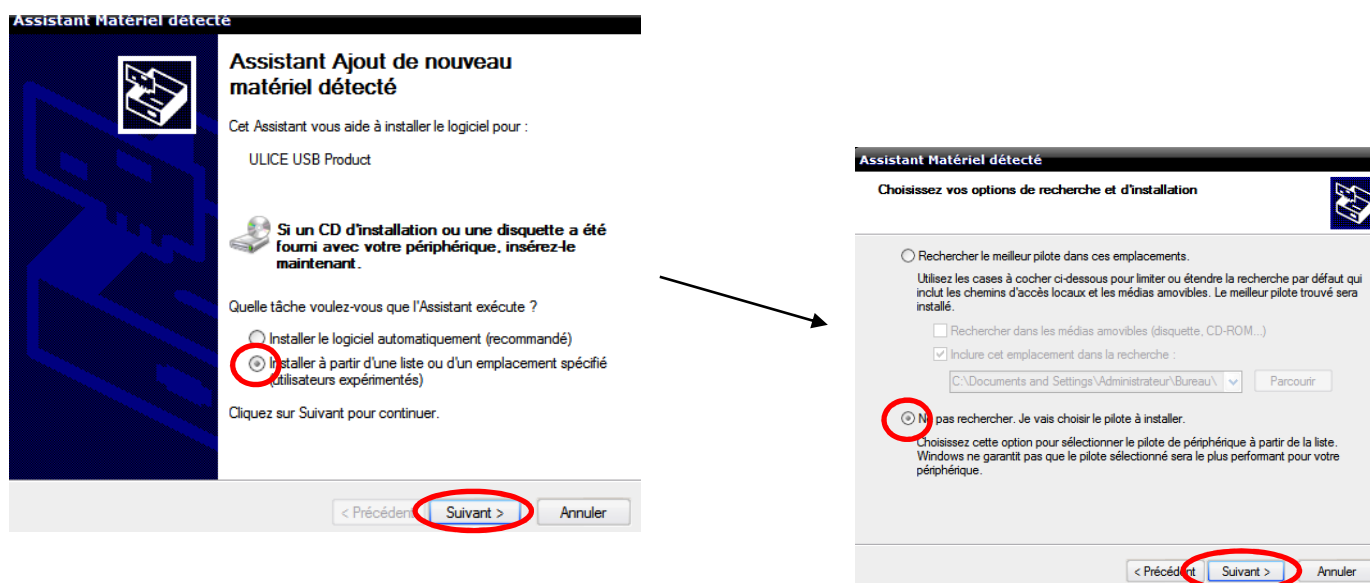 Assistant Matériel détecté
Assistant Ajout de nouveau
matériel détecté
Cet Assistant vous aide à installer le logiciel pour :
ULICE USB Product
Si un CD d'installation ou une disquette a été
fourni avec votre périphérique, insérez-le
maintenant.
Quelle tâche voulez-vous que l'Assistant exécute ?
Installer le logiciel automatiquement (recommandé)
Installer à partir d'une liste ou d'un emplacement spécifié
(utilisateurs expérimentés)
Cliquez sur Suivant pour continuer.
< Précédent
Suivant >
Annuler
Assistant Matériel détecté
Choisissez vos options de recherche et d'installation
Rechercher le meilleur pilote dans ces emplacements.
Utilisez les cases à cocher ci-dessous pour limiter ou étendre la recherche par défaut qui
inclut les chemins d'accès locaux et les médias amovibles. Le meilleur pilote trouvé sera
installé.
Rechercher dans les médias amovibles (disquette, CD-ROM...)
Inclure cet emplacement dans la recherche :
C:\Documents and Settings\Administrateur\Bureau\
Parcourir
Ne pas rechercher. Je vais choisir le pilote à installer.
Choisissez cette option pour sélectionner le pilote de périphérique à partir de la liste.
Windows ne garantit pas que le pilote sélectionné sera le plus performant pour votre
périphérique.
< Précédent
Suivant >
Annuler